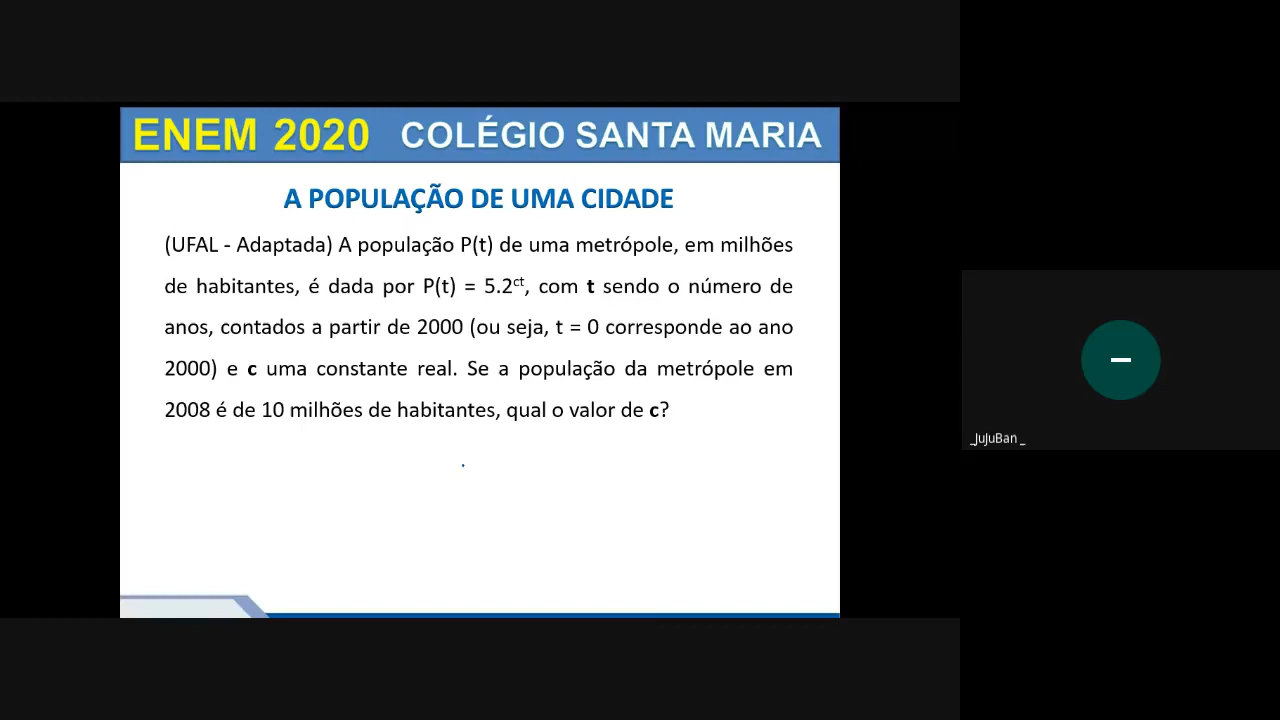 ENEM 2020 COLÉGIO SANTA MARIA
A POPULAÇÃO DE UMA CIDADE
(UFAL - Adaptada) A população P(t) de uma metrópole, em milhões
de habitantes, é dada por P(t) = 5.2ᶜᵗ, com t sendo o número de
anos, contados a partir de 2000 (ou seja, t = 0 corresponde ao ano
2000) e c uma constante real. Se a população da metrópole em
2008 é de 10 milhões de habitantes, qual o valor de c?
_JuJuBan _